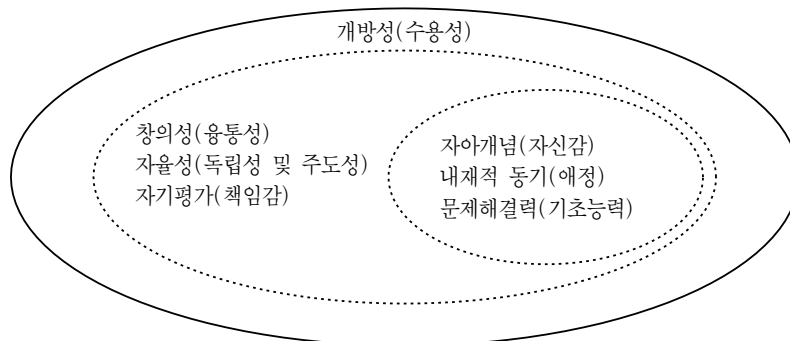 개방성(수용성)
창의성(융통성)
자율성(독립성 및 주도성)
자기평가(책임감)
자아개념(자신감)
내재적 동기(애정)
문제해결력(기초능력)